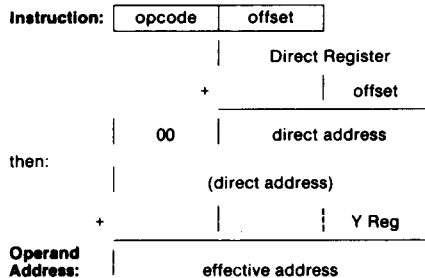 Instruction: opcode offset
Direct Register
+ offset
00 direct address
then:
(direct address)
+ Y Reg
Operand
Address: effective address